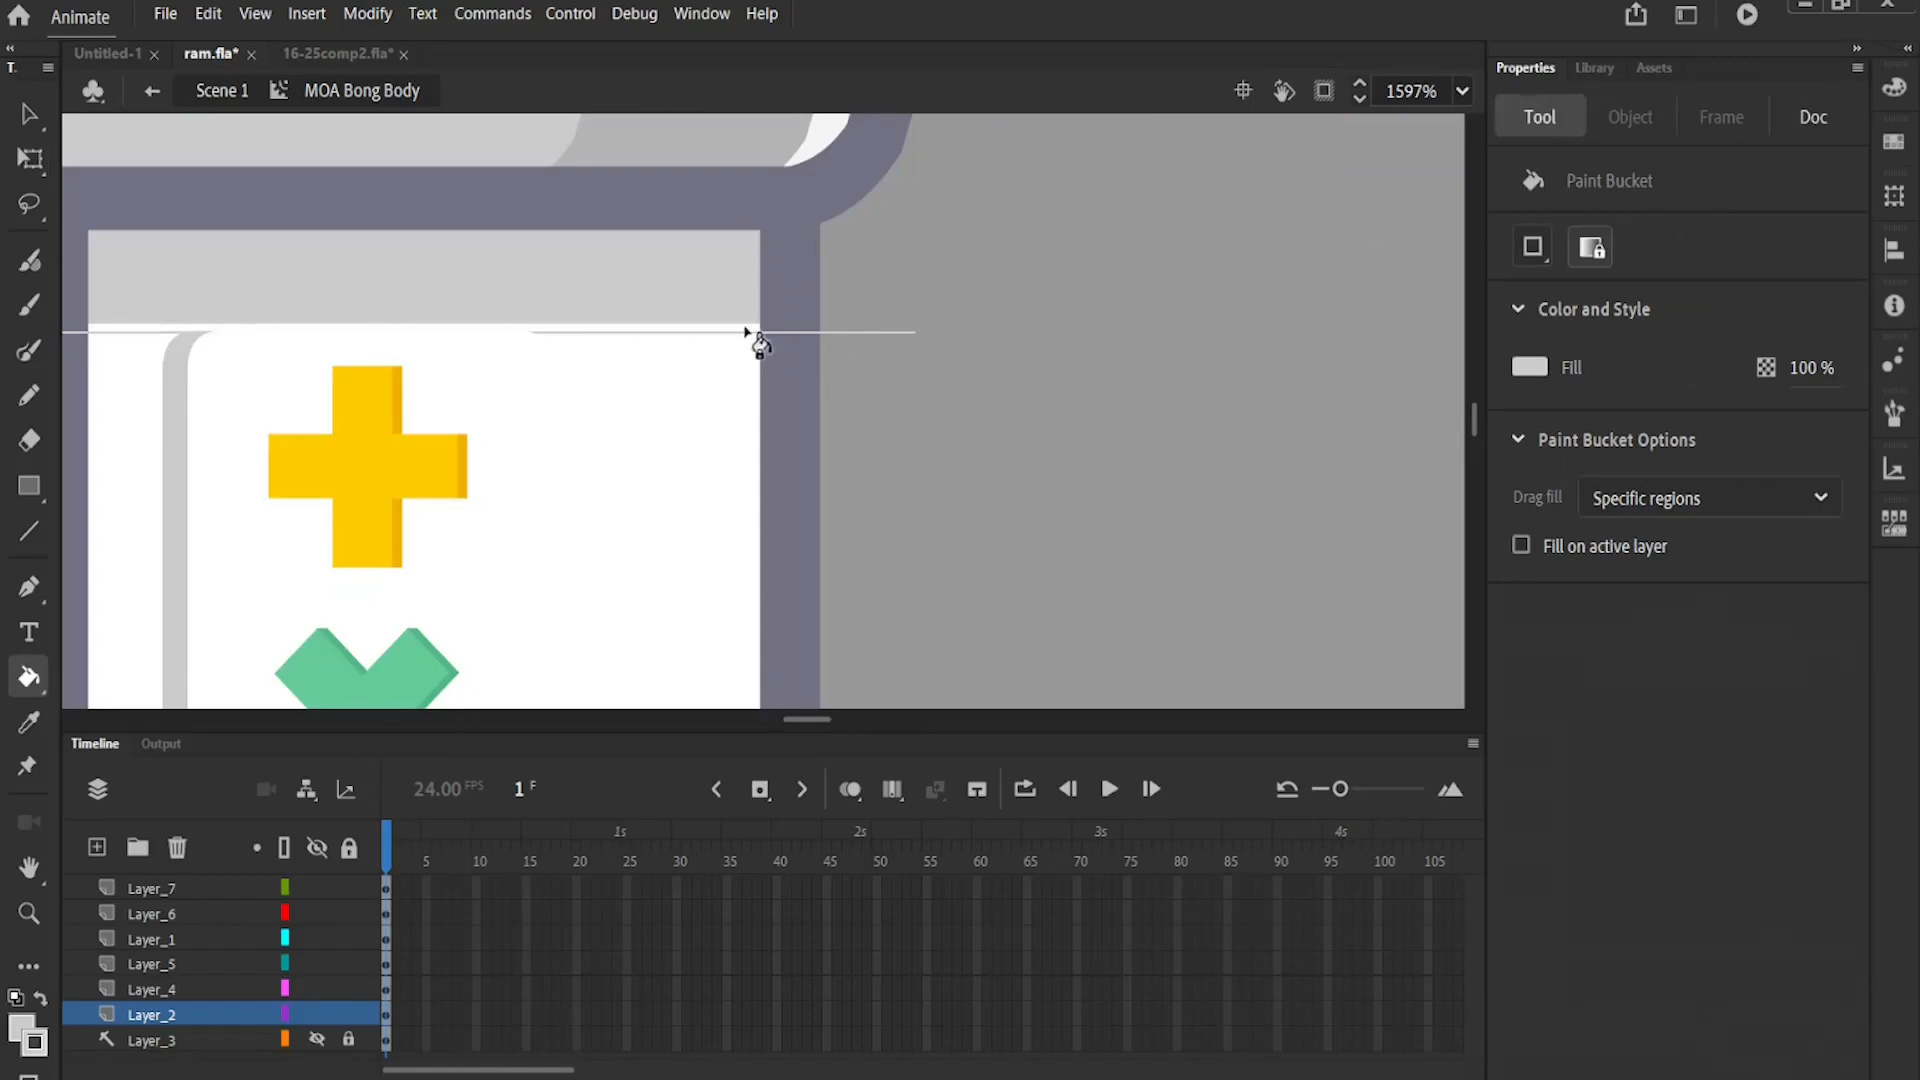 Animate File Edit View Insert Modify Text Commands Control Debug Window Help
Untitled-1 ram.fla* 16-25comp2.fla*
Scene 1 MOA Bong Body 1597%
Properties Library Assets
Tool Object Frame Doc
Paint Bucket
Color and Style
Fill 100 %
Paint Bucket Options
Drag fill Specific regions
Fill on active layer
T.
Timeline Output
24.00 FPS 1 F
1s 2s 3s 4s
5 10 15 20 25 30 35 40 45 50 55 60 65 70 75 80 85 90 95 100 105
Layer_7
Layer_6
Layer_1
Layer_5
Layer_4
Layer_2
Layer_3